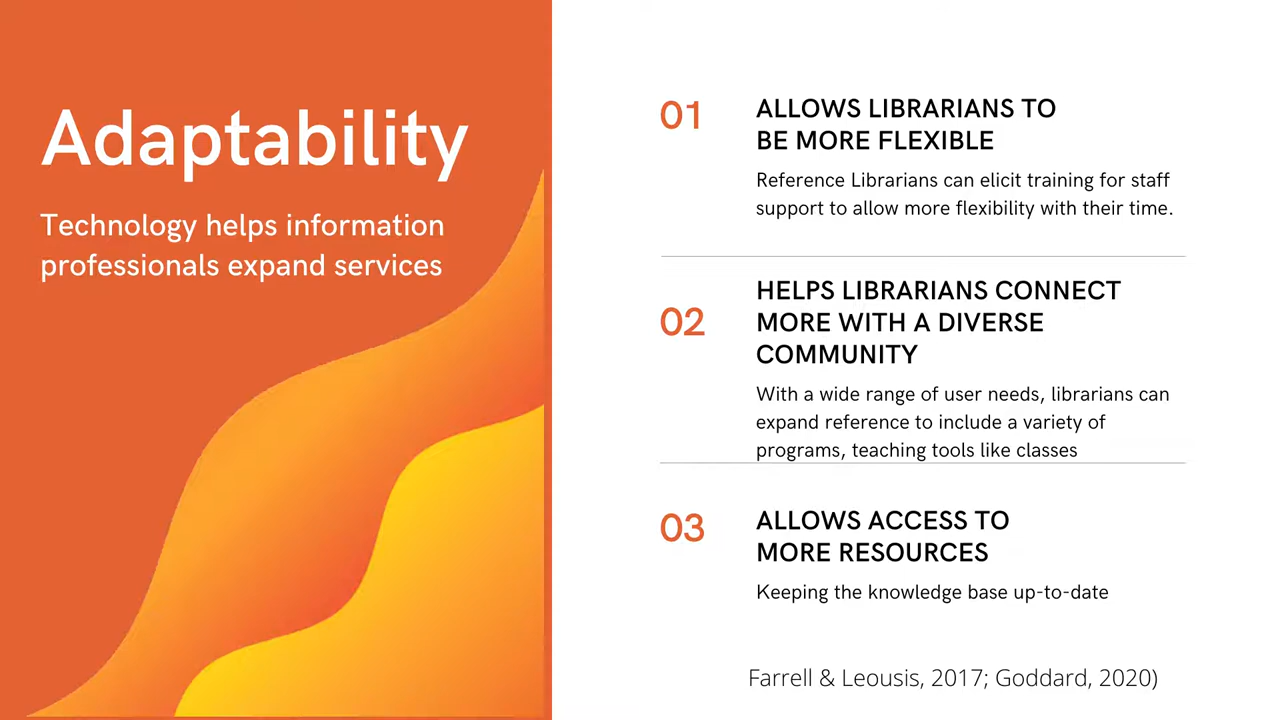 Adaptability
Technology helps information
professionals expand services
01
ALLOWS LIBRARIANS TO
BE MORE FLEXIBLE
Reference Librarians can elicit training for staff
support to allow more flexibility with their time.
02
HELPS LIBRARIANS CONNECT
MORE WITH A DIVERSE
COMMUNITY
With a wide range of user needs, librarians can
expand reference to include a variety of
programs, teaching tools like classes
03
ALLOWS ACCESS TO
MORE RESOURCES
Keeping the knowledge base up-to-date
Farrell & Leousis, 2017; Goddard, 2020)